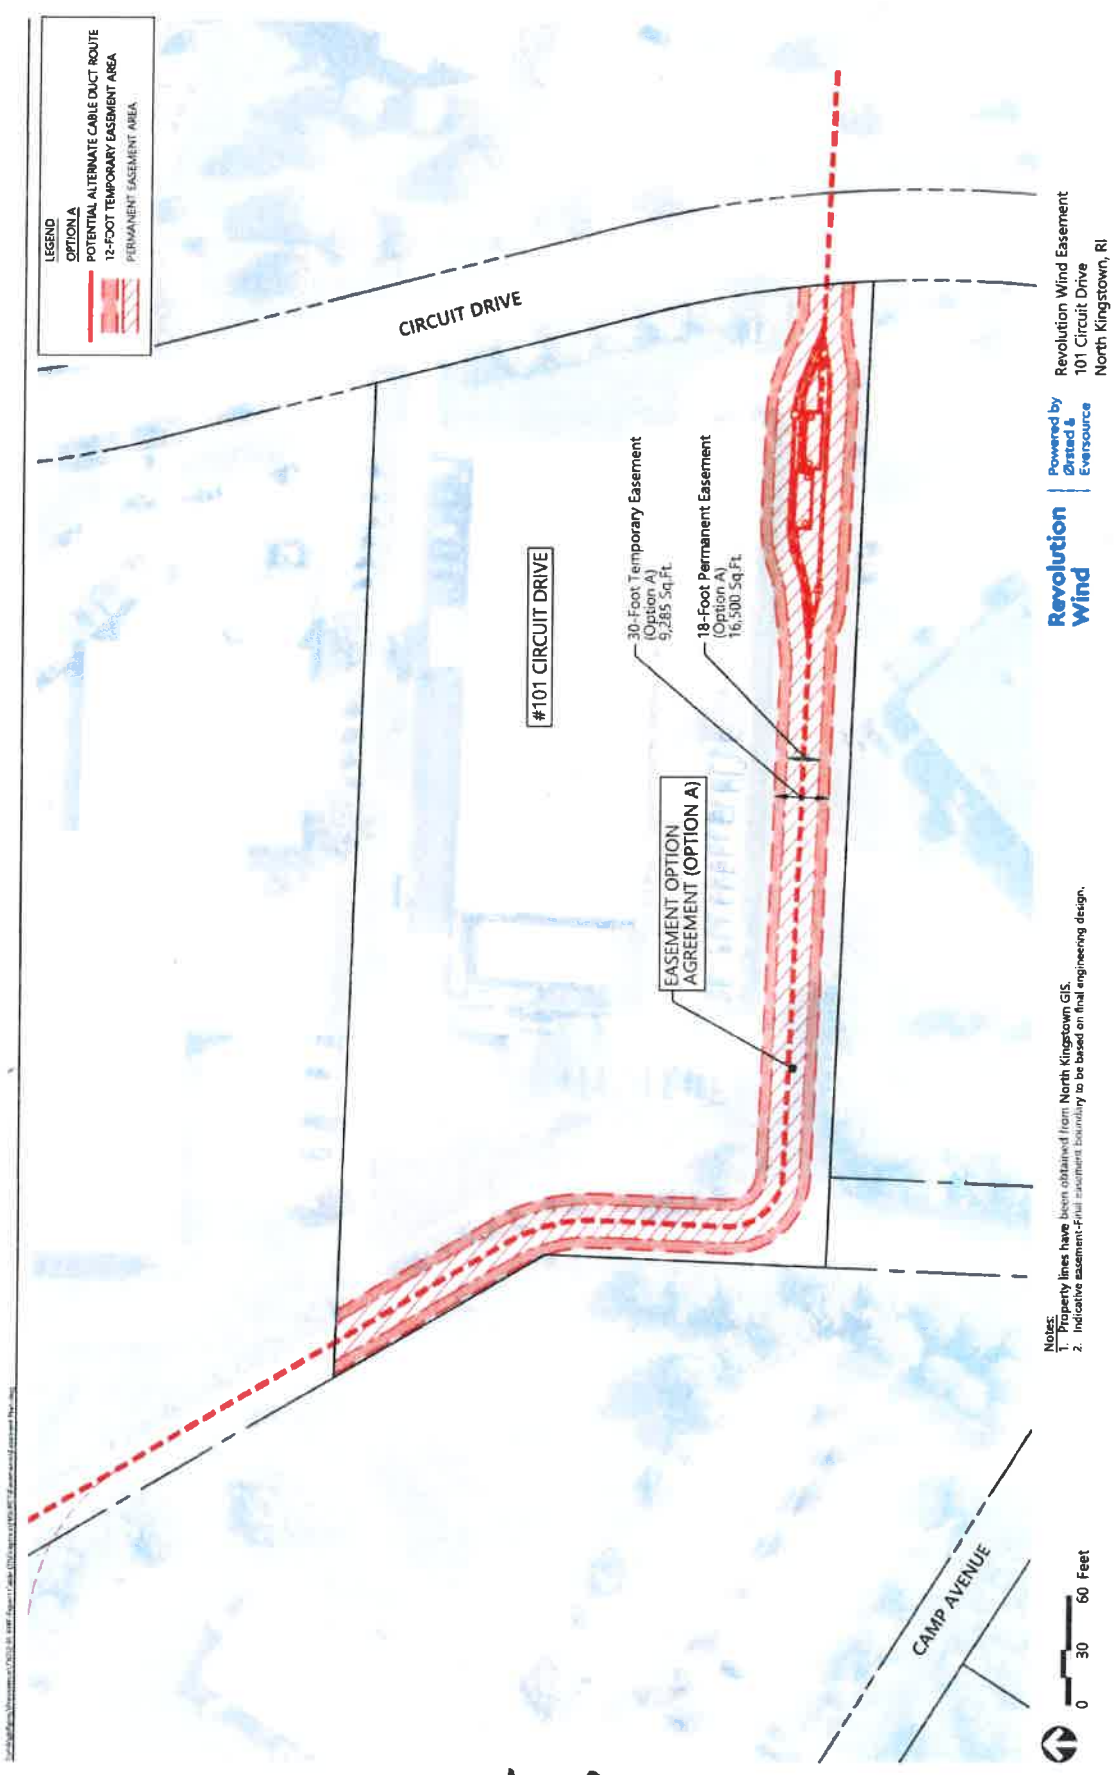 LEGEND
OPTION A
POTENTIAL ALTERNATE CABLE DUCT ROUTE
12-FOOT TEMPORARY EASEMENT AREA
PERMANENT EASEMENT AREA
CIRCUIT DRIVE
#101 CIRCUIT DRIVE
30-Foot Temporary Easement
(Option A)
9,285 Sq.Ft.
18-Foot Permanent Easement
(Option A)
16,500 Sq.Ft.
EASEMENT OPTION
AGREEMENT (OPTION A)
CAMP AVENUE
0 30 60 Feet
Notes:
1. Property lines have been obtained from North Kingstown GIS.
2. Indicative easement-Final easement boundary to be based on final engineering design.
Revolution
Wind
Powered by
Ørsted &
Eversource
Revolution Wind Easement
101 Circuit Drive
North Kingstown, RI